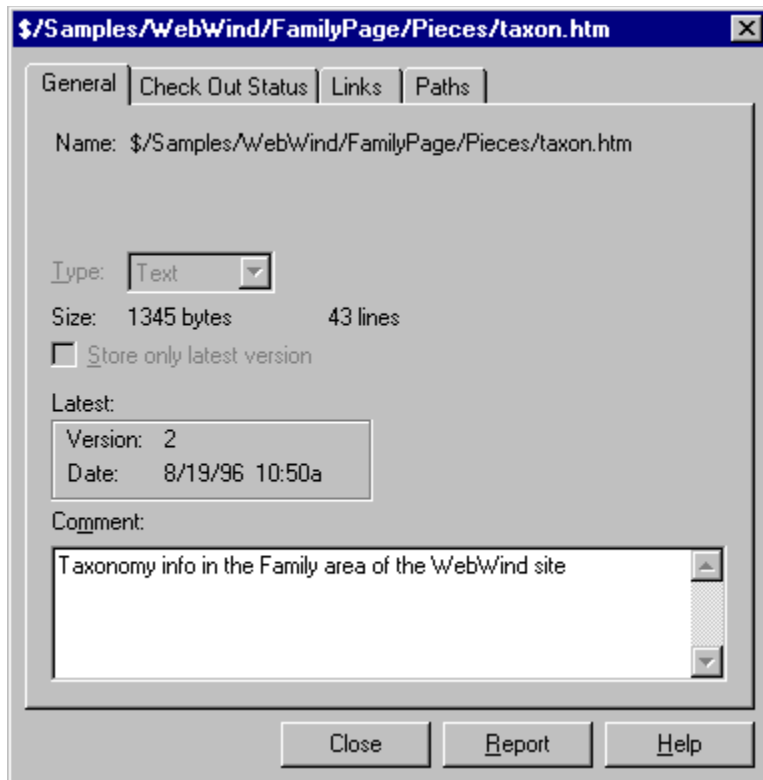 $/Samples/WebWind/FamilyPage/Pieces/taxon.htm
General Check Out Status Links Paths
Name: $/Samples/WebWind/FamilyPage/Pieces/taxon.htm
Type: Text
Size: 1345 bytes 43 lines
Store only latest version
Latest:
Version: 2
Date: 8/19/96 10:50a
Comment:
Taxonomy info in the Family area of the WebWind site
Close Report Help